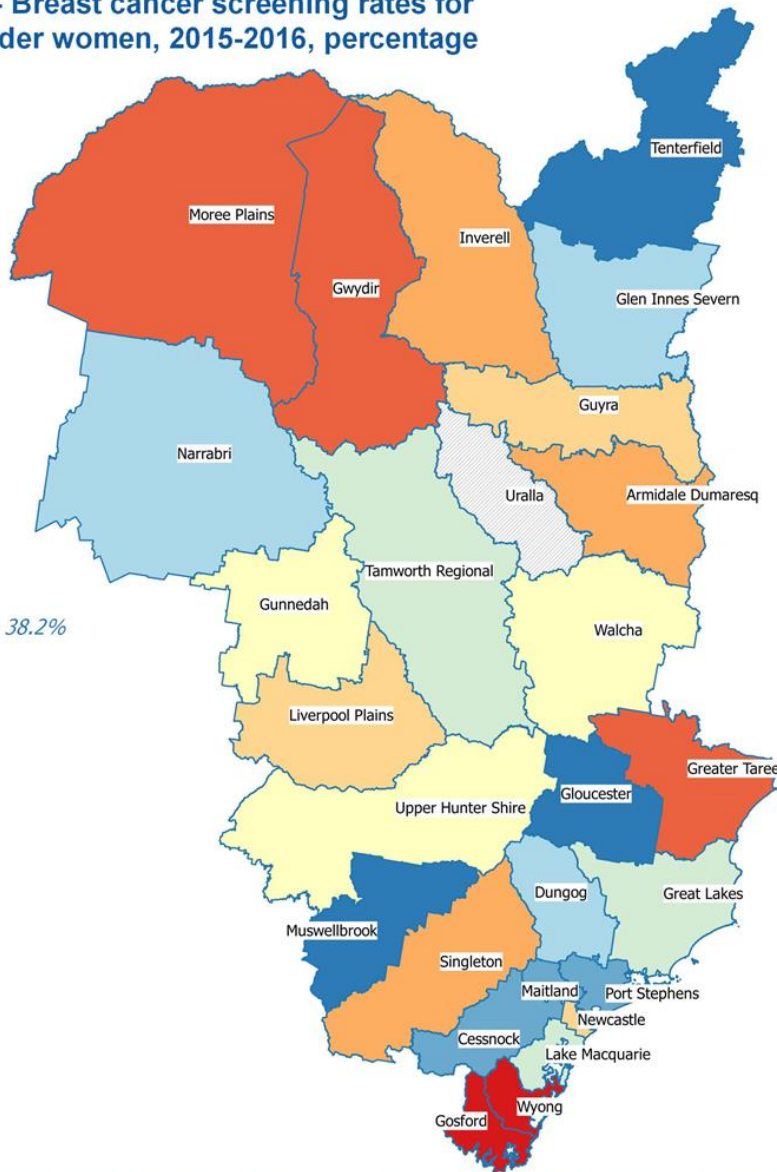 Breast cancer screening rates for
der women, 2015-2016, percentage
Tenterfield
Moree Plains
Inverell
Gwydir
Glen Innes Severn
Guyra
Narrabri
Uralla
Armidale Dumaresq
Tamworth Regional
Gunnedah
38.2%
Walcha
Liverpool Plains
Greater Taree
Gloucester
Upper Hunter Shire
Dungog
Great Lakes
Muswellbrook
Singleton
Maitland
Port Stephens
Newcastle
Cessnock
Lake Macquarie
Wyong
Gosford